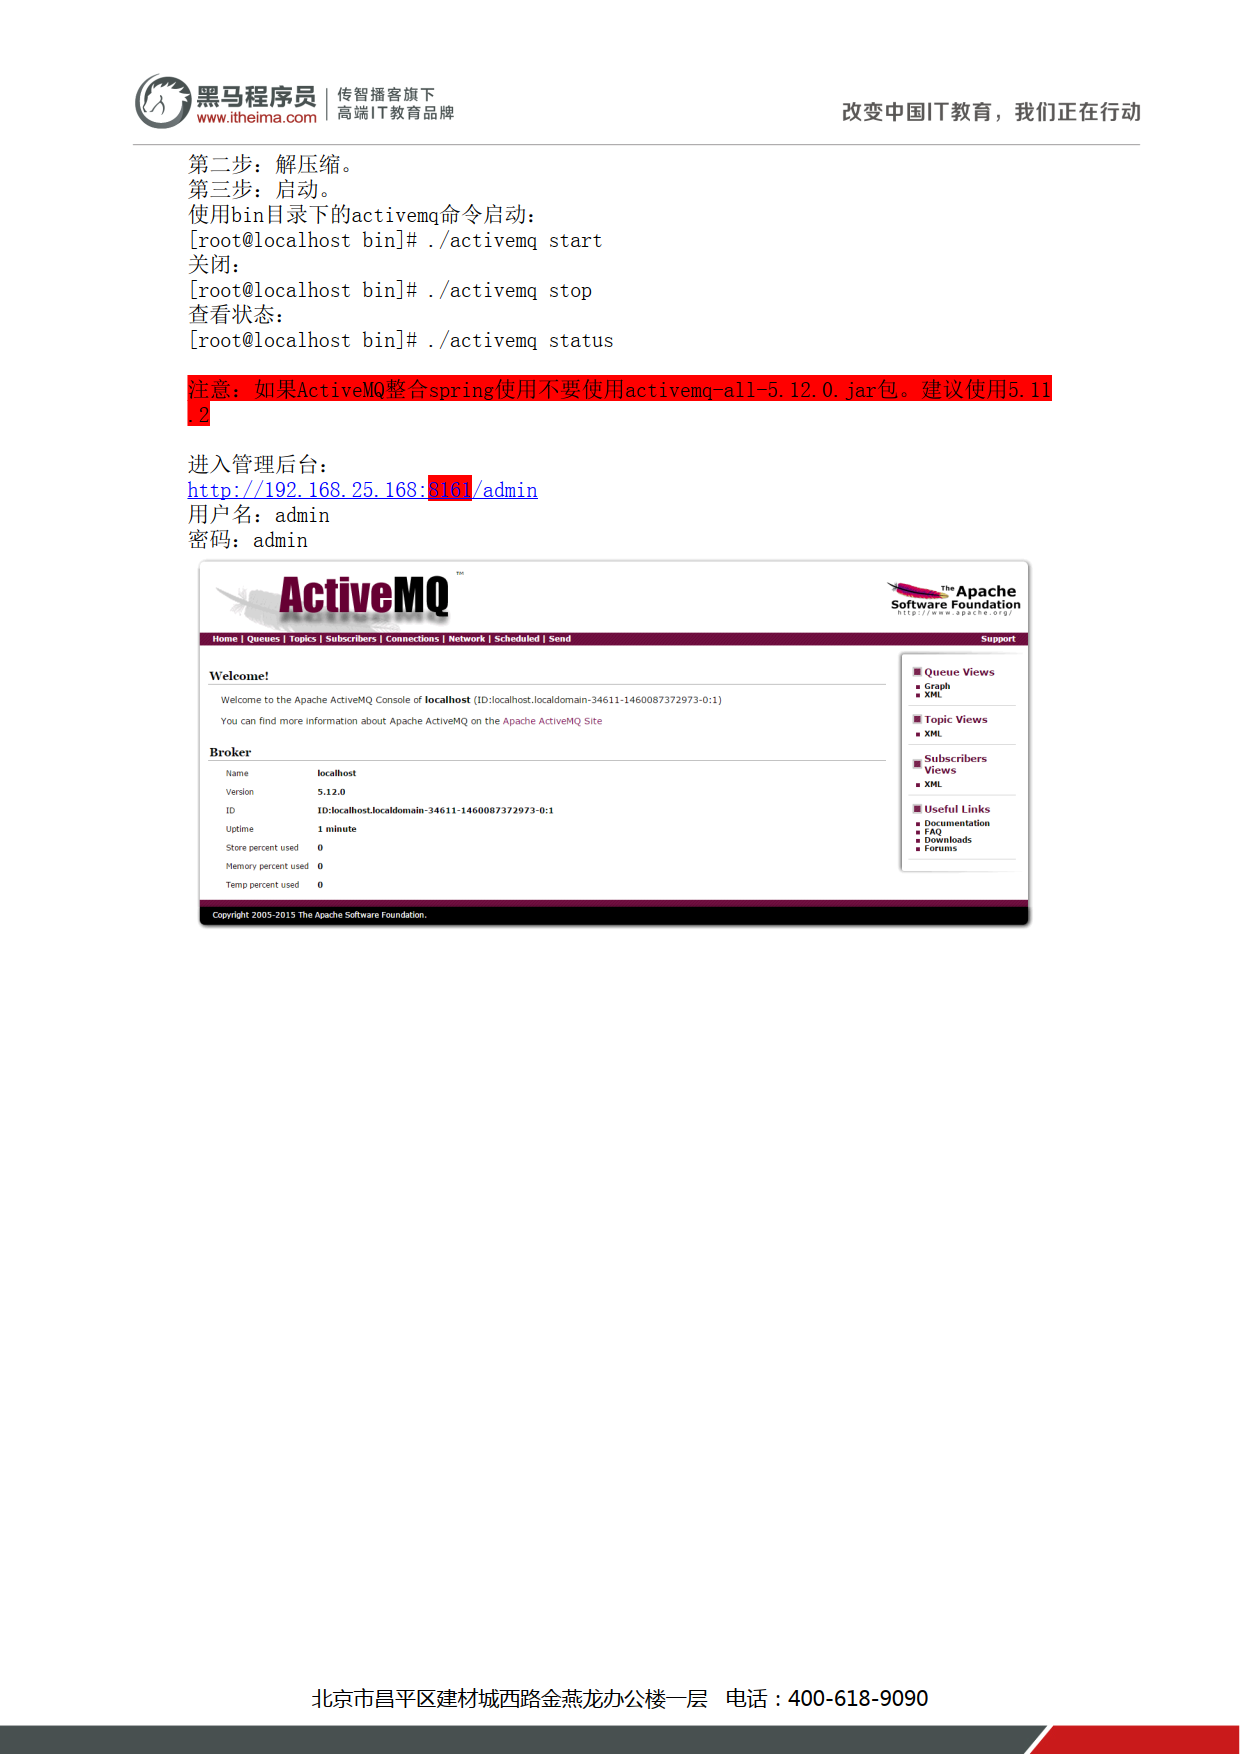 黑马程序员
www.itheima.com
传智播客旗下
高端IT教育品牌
改变中国IT教育，我们正在行动
第二步：解压缩。
第三步：启动。
使用bin目录下的activemq命令启动：
[root@localhost bin]# ./activemq start
关闭：
[root@localhost bin]# ./activemq stop
查看状态：
[root@localhost bin]# ./activemq status
注意：如果ActiveMQ整合spring使用不要使用activemq-all-5.12.0.jar包。建议使用5.11
.2
进入管理后台：
http://192.168.25.168:8161/admin
用户名：admin
密码：admin
ActiveMQ ™
The Apache
Software Foundation
http://www.apache.org/
Home | Queues | Topics | Subscribers | Connections | Network | Scheduled | Send
Support
Welcome!
Welcome to the Apache ActiveMQ Console of localhost (ID:localhost.localdomain-34611-1460087372973-0:1)
You can find more information about Apache ActiveMQ on the Apache ActiveMQ Site
Broker
Name localhost
Version 5.12.0
ID ID:localhost.localdomain-34611-1460087372973-0:1
Uptime 1 minute
Store percent used 0
Memory percent used 0
Temp percent used 0
Queue Views
Graph
XML
Topic Views
XML
Subscribers
Views
XML
Useful Links
Documentation
FAQ
Downloads
Forums
Copyright 2005-2015 The Apache Software Foundation.
北京市昌平区建材城西路金燕龙办公楼一层 电话：400-618-9090